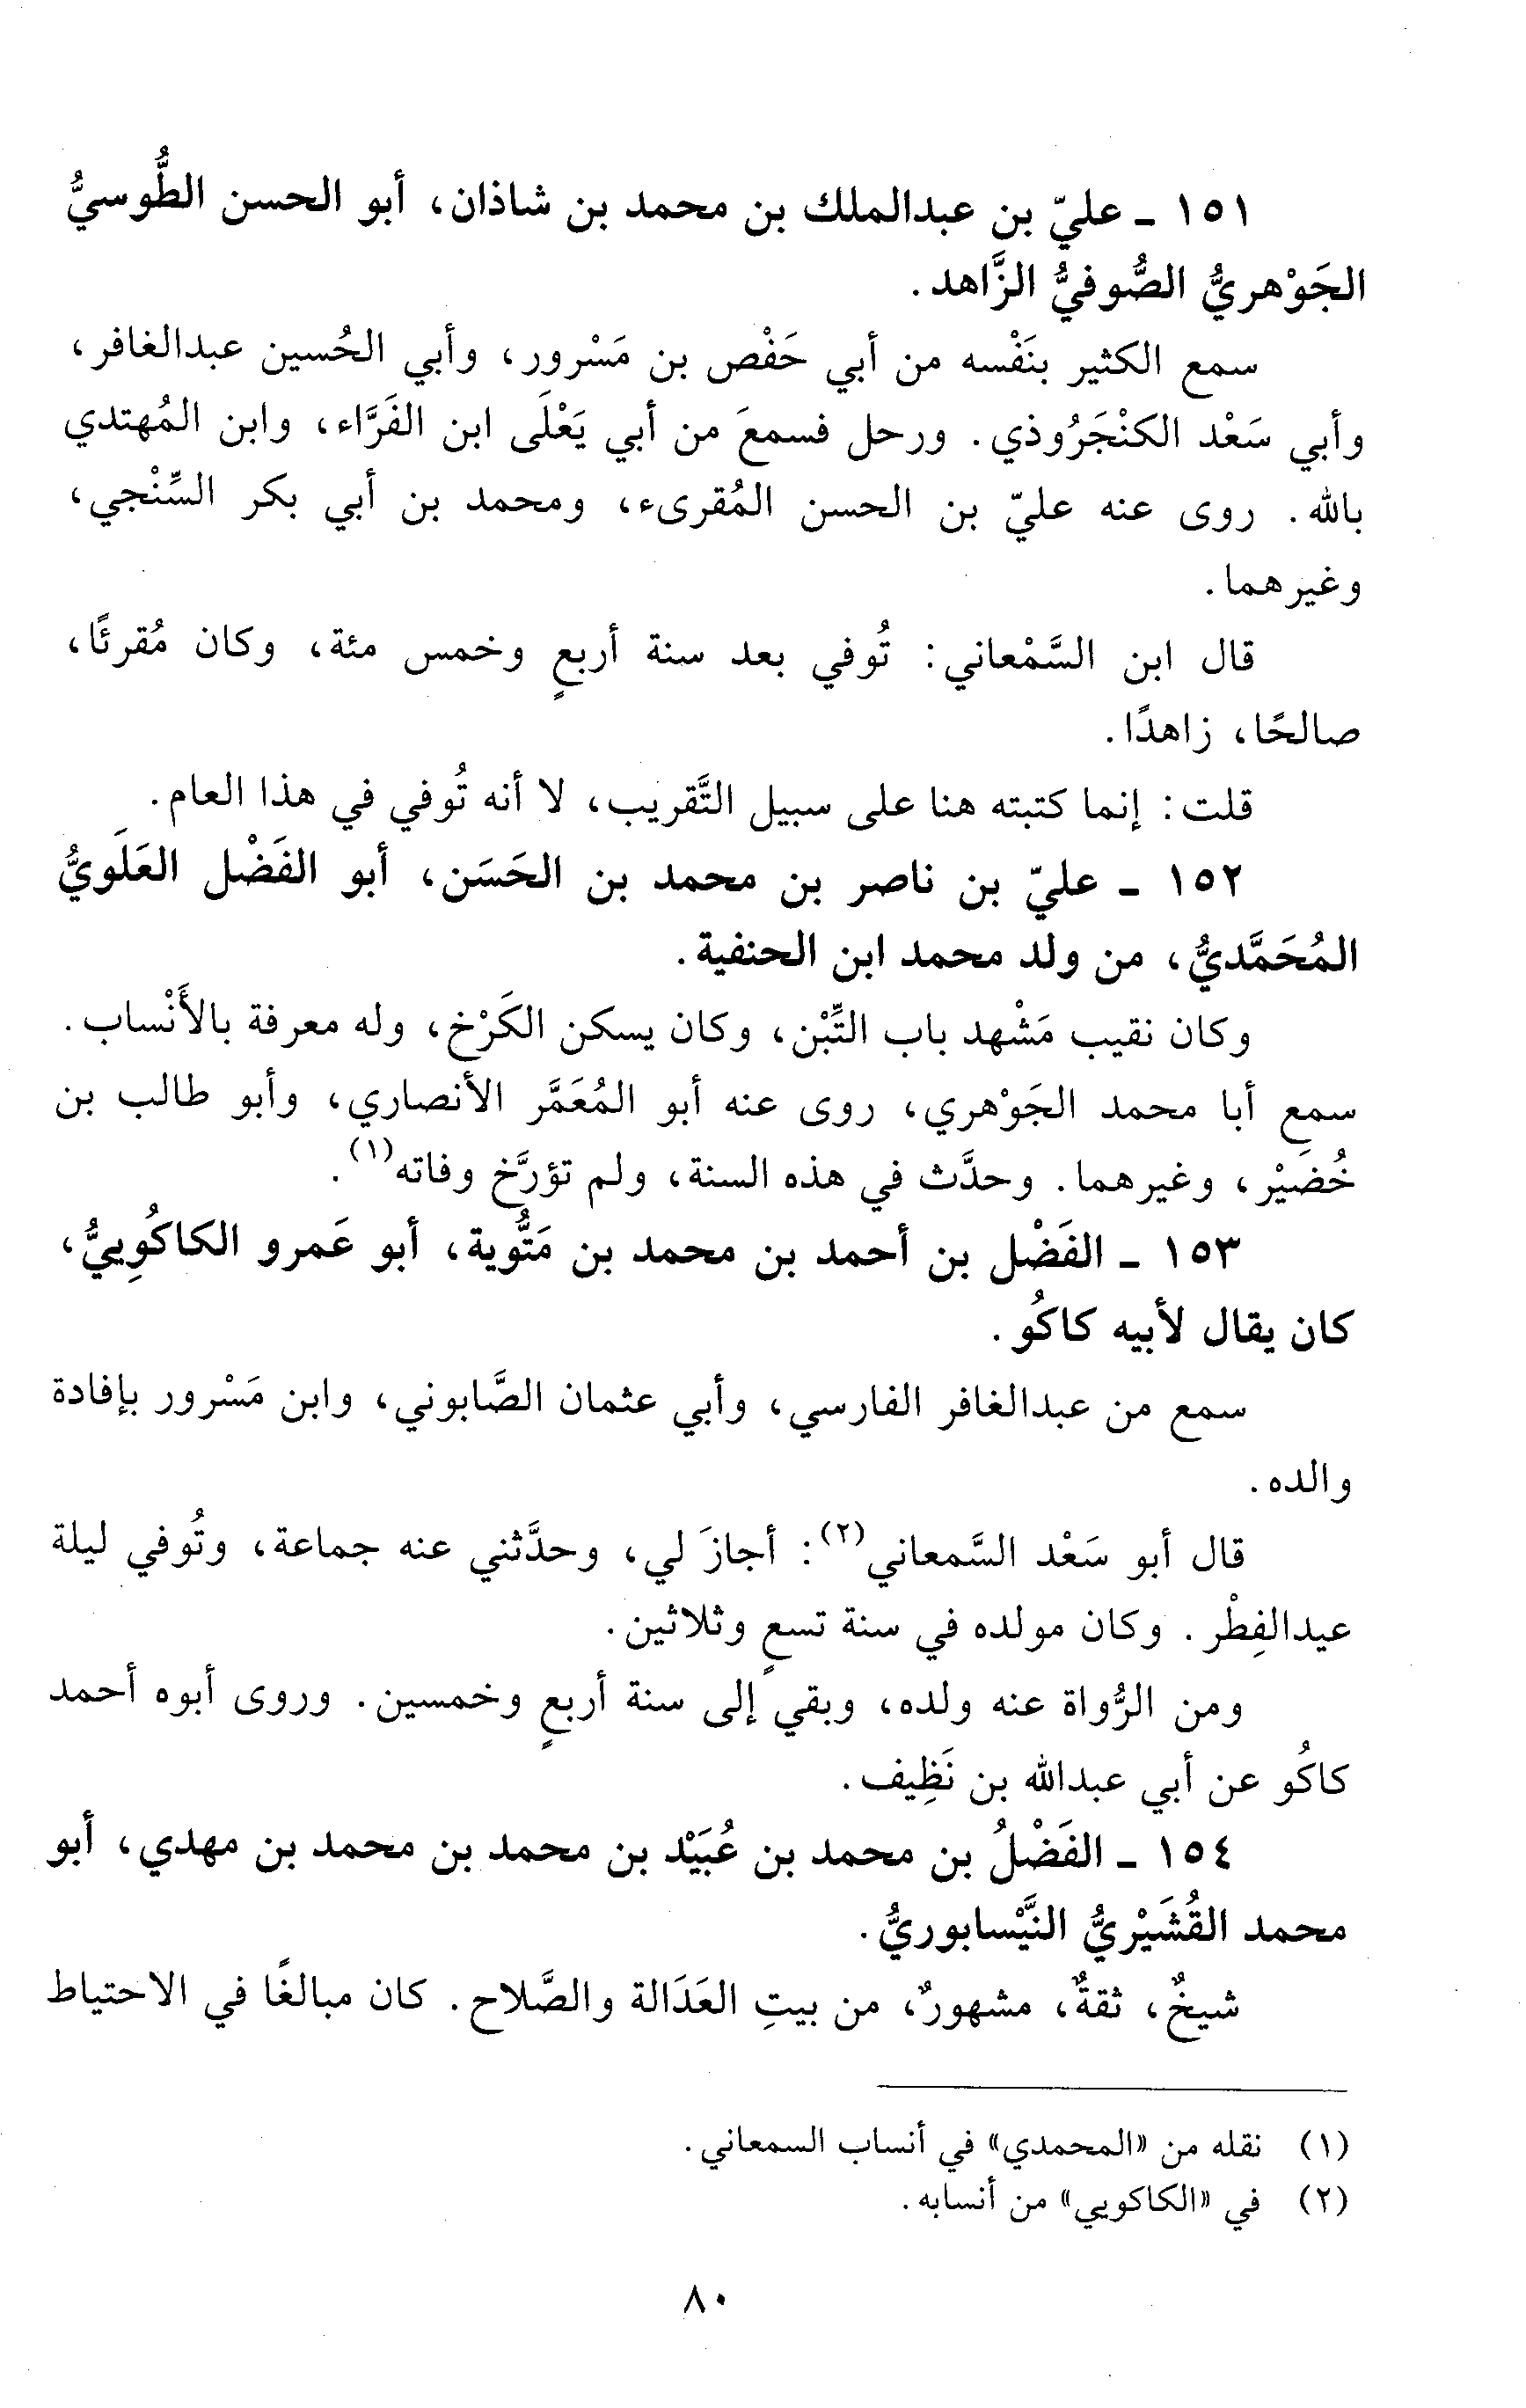 ١٥١ ـ عليّ بن عبدالملك بن محمد بن شاذان، أبو الحسن الطُّوسيُّ
الجَوْهريُّ الصُّوفيُّ الزَّاهد.
سمع الكثير بنَفْسه من أبي حَفْص بن مَسْرور، وأبي الحُسين عبدالغافر،
وأبي سَعْد الكنْجَرُوذي. ورحل فسمعَ من أبي يَعْلَى ابن الفَرَّاء، وابن المُهتدي
بالله. روى عنه عليّ بن الحسن المُقرىء، ومحمد بن أبي بكر السِّنْجي،
وغيرهما.
قال ابن السَّمْعاني: تُوفي بعد سنة أربعٍ وخمس مئة، وكان مُقرئًا،
صالحًا، زاهدًا.
قلت: إنما كتبته هنا على سبيل التَّقريب، لا أنه تُوفي في هذا العام.
١٥٢ ـ عليّ بن ناصر بن محمد بن الحَسَن، أبو الفَضْل العَلَويُّ
المُحَمَّديُّ، من ولد محمد ابن الحنفية.
وكان نقيب مَشْهد باب التِّبْن، وكان يسكن الكَرْخ، وله معرفة بالأَنْساب.
سمع أبا محمد الجَوْهري، روى عنه أبو المُعَمَّر الأنصاري، وأبو طالب بن
خُضَيْر، وغيرهما. وحدَّث في هذه السنة، ولم تؤرَّخ وفاته(١).
١٥٣ ـ الفَضْل بن أحمد بن محمد بن مَتُّوية، أبو عَمرو الكاكُوِييُّ،
كان يقال لأبيه كاكُو.
سمع من عبدالغافر الفارسي، وأبي عثمان الصَّابوني، وابن مَسْرور بإفادة
والده.
قال أبو سَعْد السَّمعاني(٢): أجازَ لي، وحدَّثني عنه جماعة، وتُوفي ليلة
عيدالفِطْر. وكان مولده في سنة تسعٍ وثلاثين.
ومن الرُّواة عنه ولده، وبقي إلى سنة أربعٍ وخمسين. وروى أبوه أحمد
كاكُو عن أبي عبدالله بن نَظِيف.
١٥٤ ـ الفَضْلُ بن محمد بن عُبَيْد بن محمد بن محمد بن مهدي، أبو
محمد القُشَيْريُّ النَّيْسابوريُّ.
شيخٌ، ثقةٌ، مشهورٌ، من بيتِ العَدَالة والصَّلاح. كان مبالغًا في الاحتياط
(١) نقله من «المحمدي» في أنساب السمعاني.
(٢) في «الكاكويي» من أنسابه.
٨٠